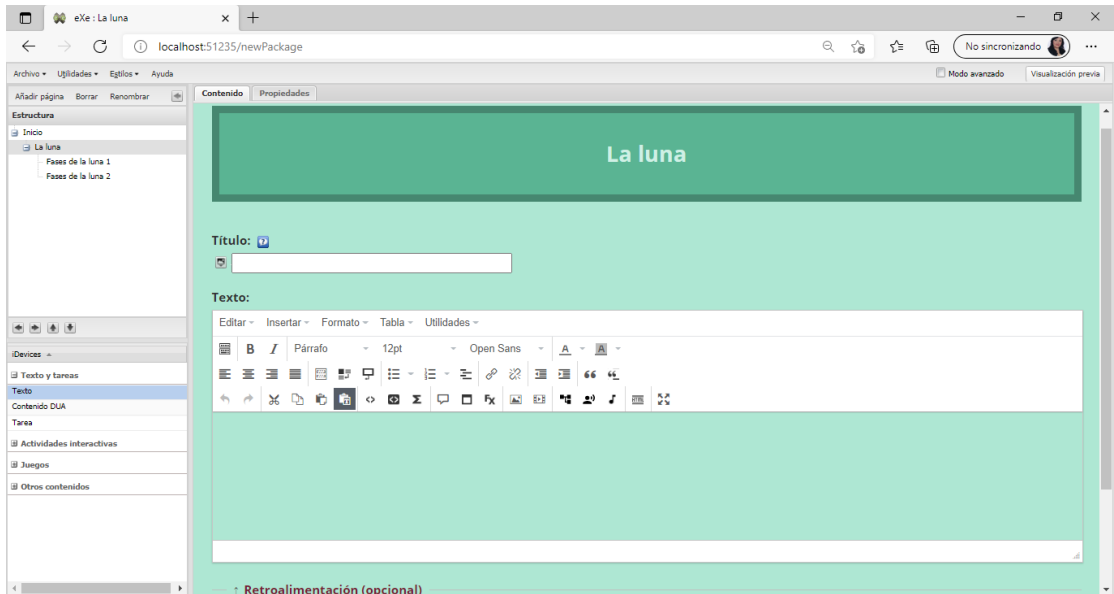 eXe : La luna
localhost:51235/newPackage
No sincronizando
Archivo Utilidades Estilos Ayuda
Modo avanzado
Visualización previa
Añadir página Borrar Renombrar
Estructura
Inicio
La luna
Fases de la luna 1
Fases de la luna 2
iDevices
Texto y tareas
Texto
Contenido DUA
Tarea
Actividades interactivas
Juegos
Otros contenidos
Contenido Propiedades
La luna
Título:
Texto:
Editar Insertar Formato Tabla Utilidades
B I Párrafo 12pt Open Sans A A
Retroalimentación (opcional)